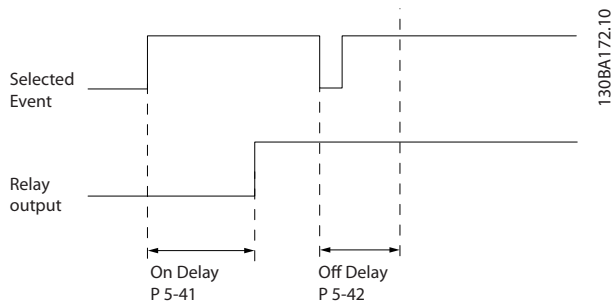 130BA172.10
Selected
Event
Relay
output
On Delay
P 5-41
Off Delay
P 5-42